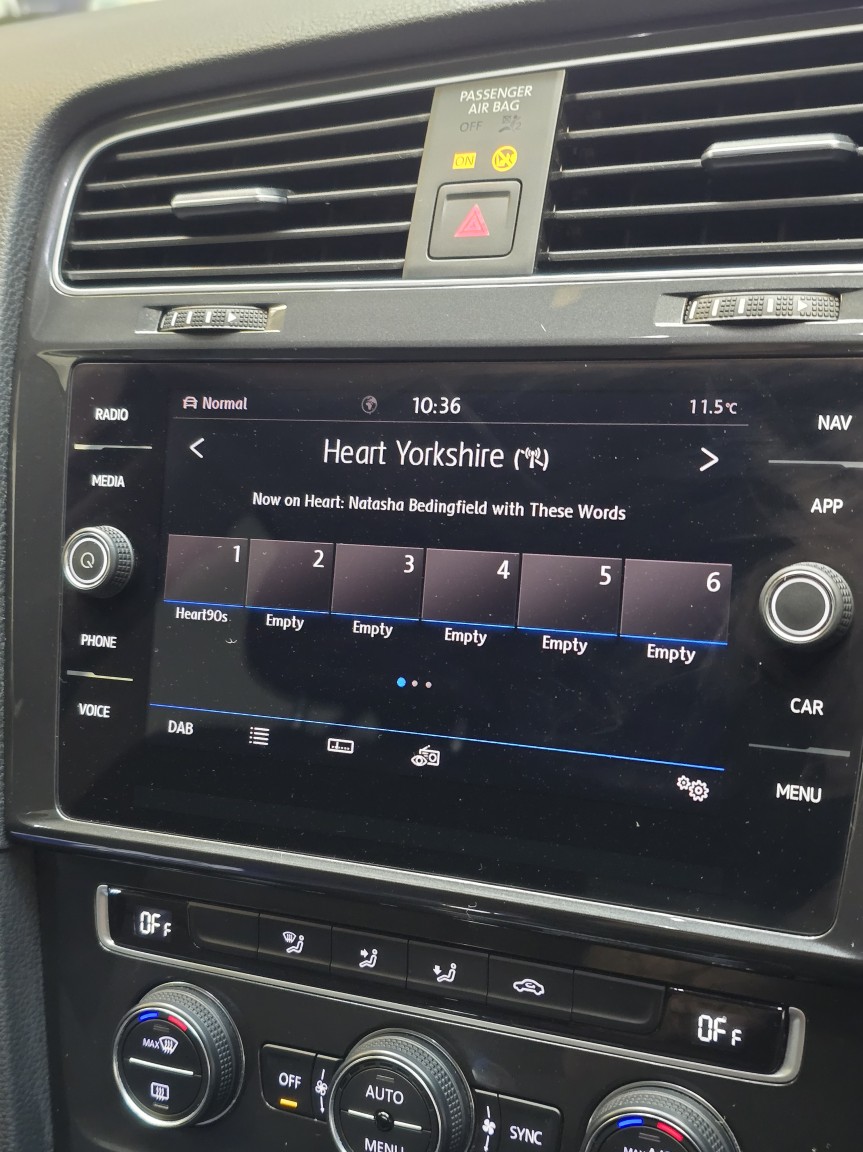 PASSENGER
AIR BAG
OFF
ON
RADIO
MEDIA
PHONE
VOICE
Normal
10:36
11.5°C
Heart Yorkshire
Now on Heart: Natasha Bedingfield with These Words
1
2
3
4
5
6
Heart90s
Empty
Empty
Empty
Empty
Empty
DAB
NAV
APP
CAR
MENU
OFF
OFF
MAX
OFF
AUTO
MENU
SYNC